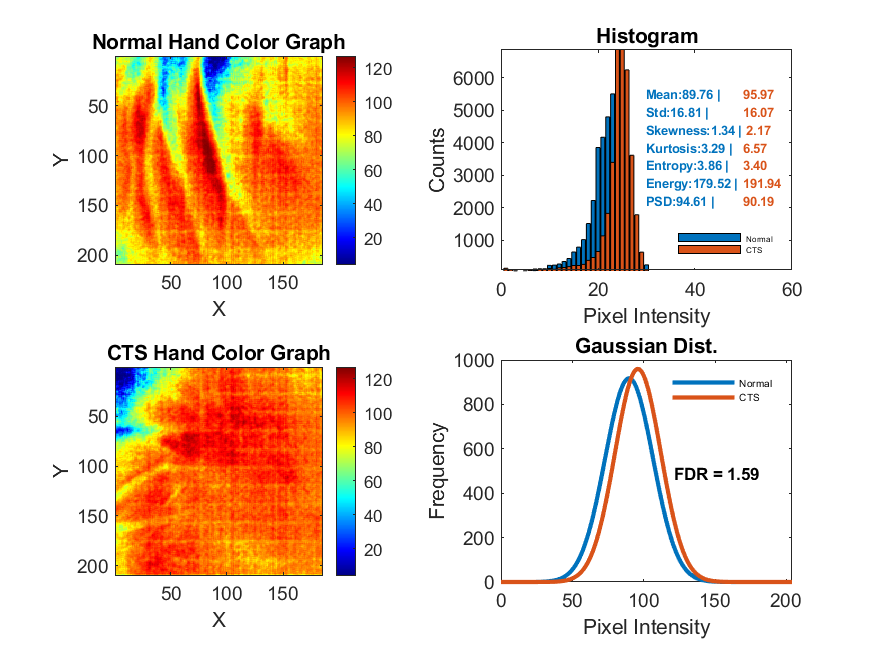 Normal Hand Color Graph
50
100
150
200
Y
50 100 150
X
120
100
80
60
40
20
Histogram
6000
5000
4000
3000
2000
1000
Counts
0 20 40 60
Pixel Intensity
Mean:89.76 | 95.97
Std:16.81 | 16.07
Skewness:1.34 | 2.17
Kurtosis:3.29 | 6.57
Entropy:3.86 | 3.40
Energy:179.52 | 191.94
PSD:94.61 | 90.19
Normal
CTS
CTS Hand Color Graph
50
100
150
200
Y
50 100 150
X
120
100
80
60
40
20
Gaussian Dist.
1000
800
600
400
200
0
Frequency
0 50 100 150 200
Pixel Intensity
Normal
CTS
FDR = 1.59